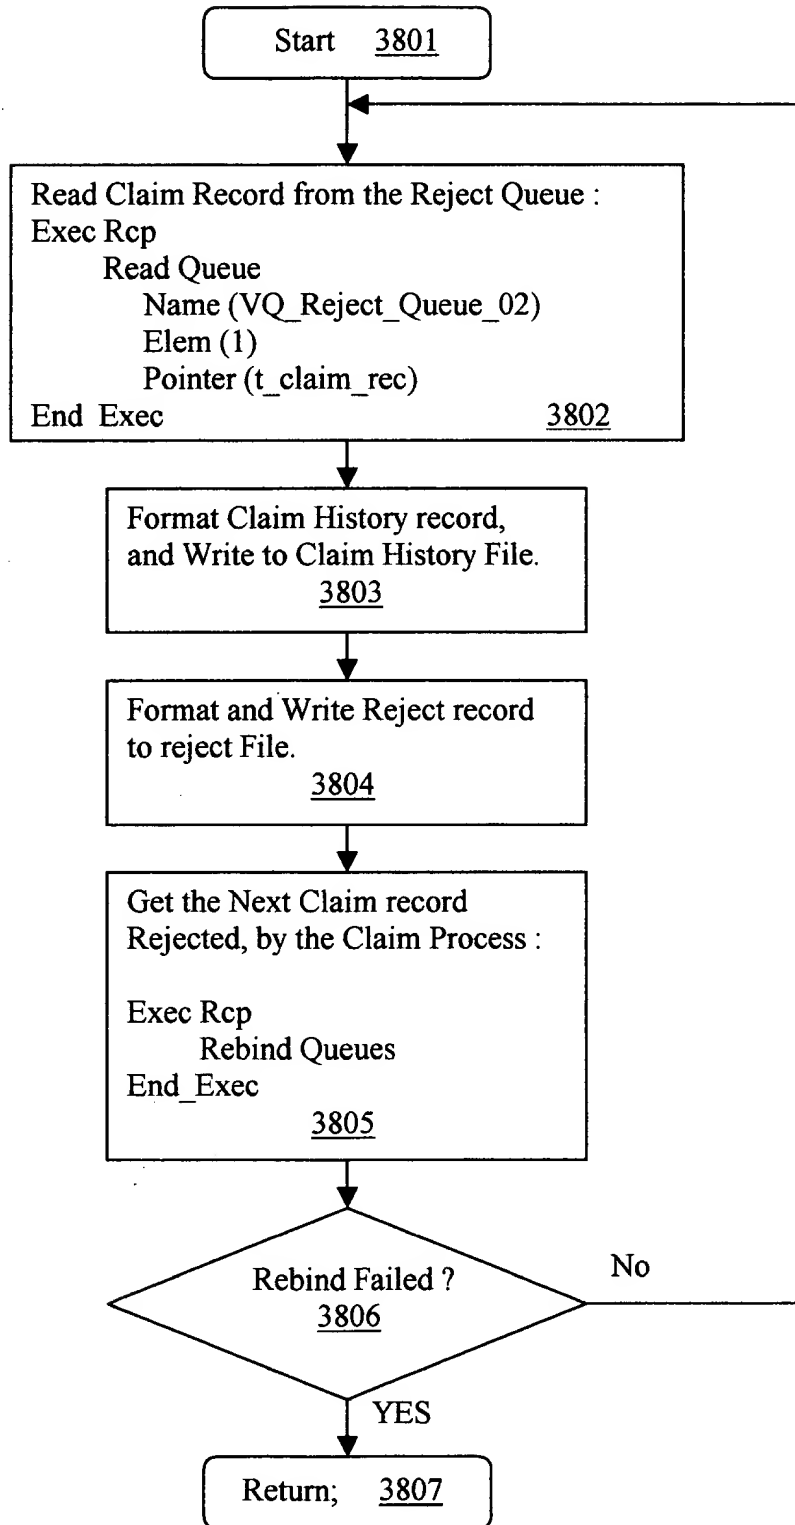 Start 3801
Read Claim Record from the Reject Queue :
Exec Rcp
Read Queue
Name (VQ_Reject_Queue_02)
Elem (1)
Pointer (t_claim_rec)
End Exec 3802
Format Claim History record,
and Write to Claim History File.
3803
Format and Write Reject record
to reject File.
3804
Get the Next Claim record
Rejected, by the Claim Process :
Exec Rcp
Rebind Queues
End_Exec
3805
Rebind Failed ?
3806
No
YES
Return; 3807